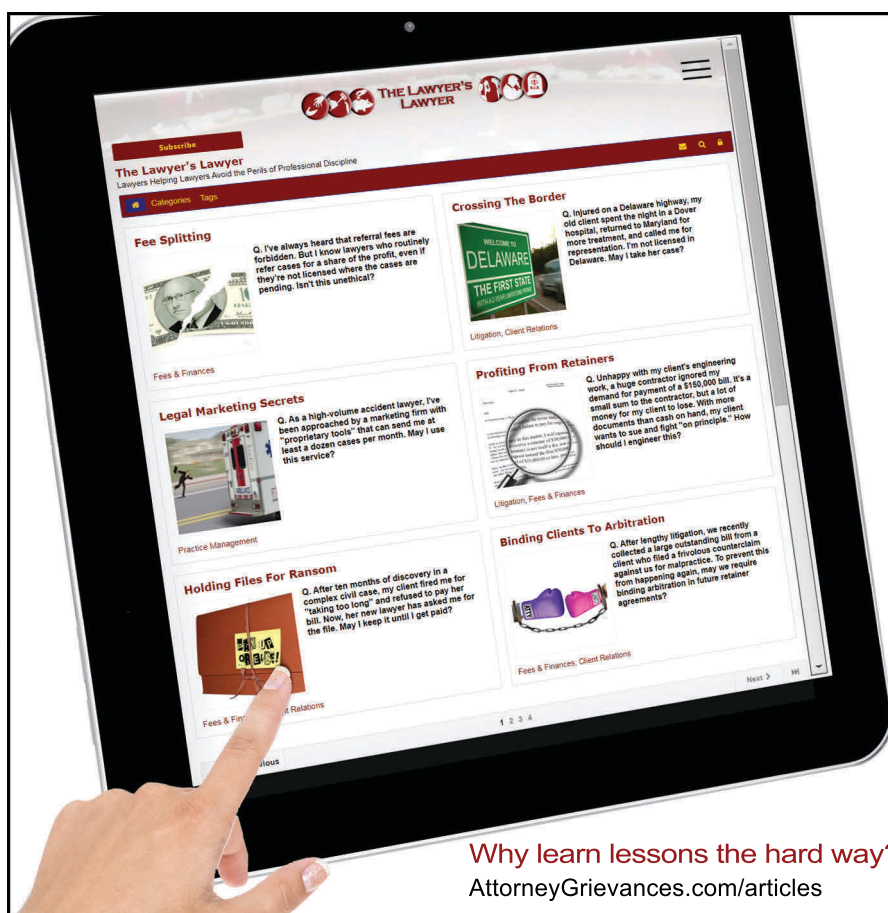 THE LAWYER'S
LAWYER
Subscribe
The Lawyer's Lawyer
Lawyers Helping Lawyers Avoid the Perils of Professional Discipline
Categories Tags
Fee Splitting
Q. I've always heard that referral fees are
forbidden. But I know lawyers who routinely
refer cases for a share of the profit, even if
they're not licensed where the cases are
pending. Isn't this unethical?
Fees & Finances
Crossing The Border
WELCOME TO
DELAWARE
THE FIRST STATE
Q. Injured on a Delaware highway, my
old client spent the night in a Dover
hospital, returned to Maryland for
more treatment, and called me for
representation. I'm not licensed in
Delaware. May I take her case?
Litigation, Client Relations
Legal Marketing Secrets
Q. As a high-volume accident lawyer, I've
been approached by a marketing firm with
"proprietary tools" that can send me at
least a dozen cases per month. May I use
this service?
AMBULANCE
Practice Management
Profiting From Retainers
Q. Unhappy with my client's engineering
work, a huge contractor ignored my
demand for payment of a $150,000 bill. It's a
small sum to the contractor, but a lot of
money for my client to lose. With more
documents than cash on hand, my client
wants to sue and fight "on principle." How
should I engineer this?
Litigation, Fees & Finances
Holding Files For Ransom
Q. After ten months of discovery in a
complex civil case, my client fired me for
"taking too long" and refused to pay her
bill. Now, her new lawyer has asked me for
the file. May I keep it until I get paid?
UP
OR ELSE!
Fees & Fin
nt Relations
Binding Clients To Arbitration
Q. After lengthy litigation, we recently
collected a large outstanding bill from a
client who filed a frivolous counterclaim
against us for malpractice. To prevent this
from happening again, may we require
binding arbitration in future retainer
agreements?
Fees & Finances, Client Relations
vious
1 2 3 4
Next
Why learn lessons the hard way?
AttorneyGrievances.com/articles